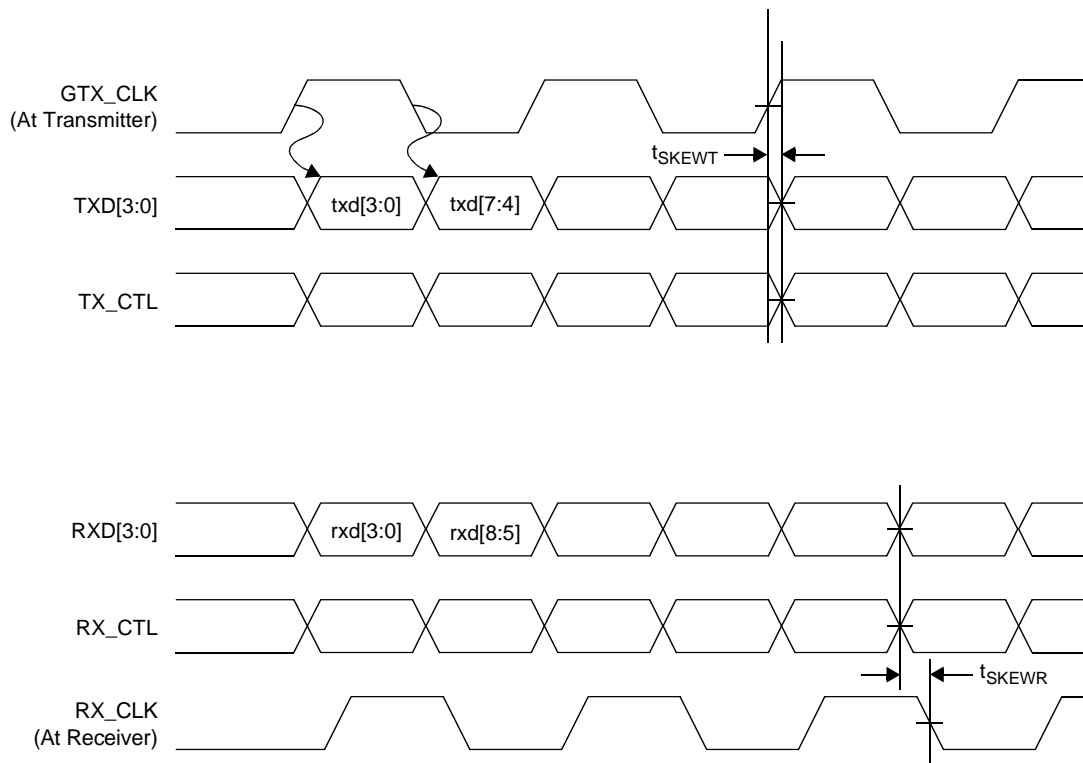 GTX_CLK
(At Transmitter)
tSKEWT
TXD[3:0]
txd[3:0]
txd[7:4]
TX_CTL
RXD[3:0]
rxd[3:0]
rxd[8:5]
RX_CTL
tSKEWR
RX_CLK
(At Receiver)